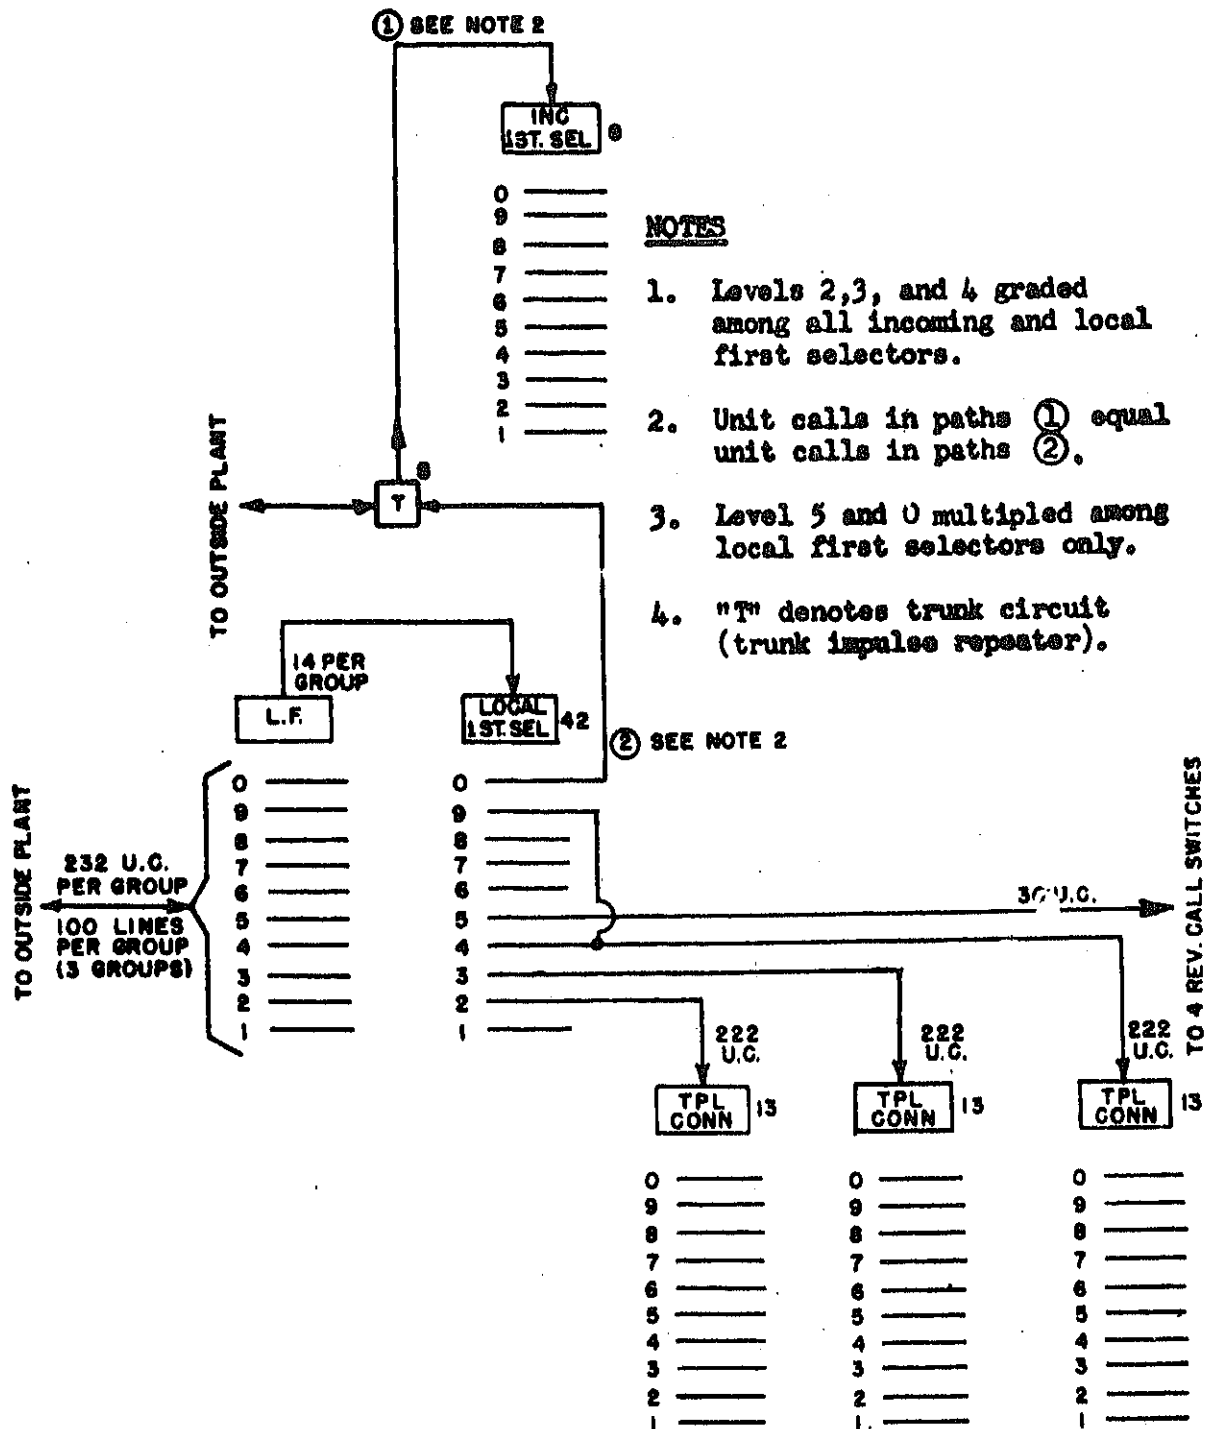 ① SEE NOTE 2
INC
1ST. SEL
8
0
9
8
7
6
5
4
3
2
1
NOTES
1. Levels 2,3, and 4 graded
among all incoming and local
first selectors.
2. Unit calls in paths ① equal
unit calls in paths ②.
3. Level 5 and 0 multipled among
local first selectors only.
4. "T" denotes trunk circuit
(trunk impulse repeater).
TO OUTSIDE PLANT
T
8
14 PER
GROUP
L.F.
LOCAL
1ST. SEL
42
② SEE NOTE 2
TO OUTSIDE PLANT
232 U.C.
PER GROUP
100 LINES
PER GROUP
(3 GROUPS)
0
9
8
7
6
5
4
3
2
1
0
9
8
7
6
5
4
3
2
1
U.C.
TO 4 REV. CALL SWITCHES
222
U.C.
222
U.C.
222
U.C.
TPL
CONN
13
TPL
CONN
13
TPL
CONN
13
0
9
8
7
6
5
4
3
2
1
0
9
8
7
6
5
4
3
2
1
0
9
8
7
6
5
4
3
2
1